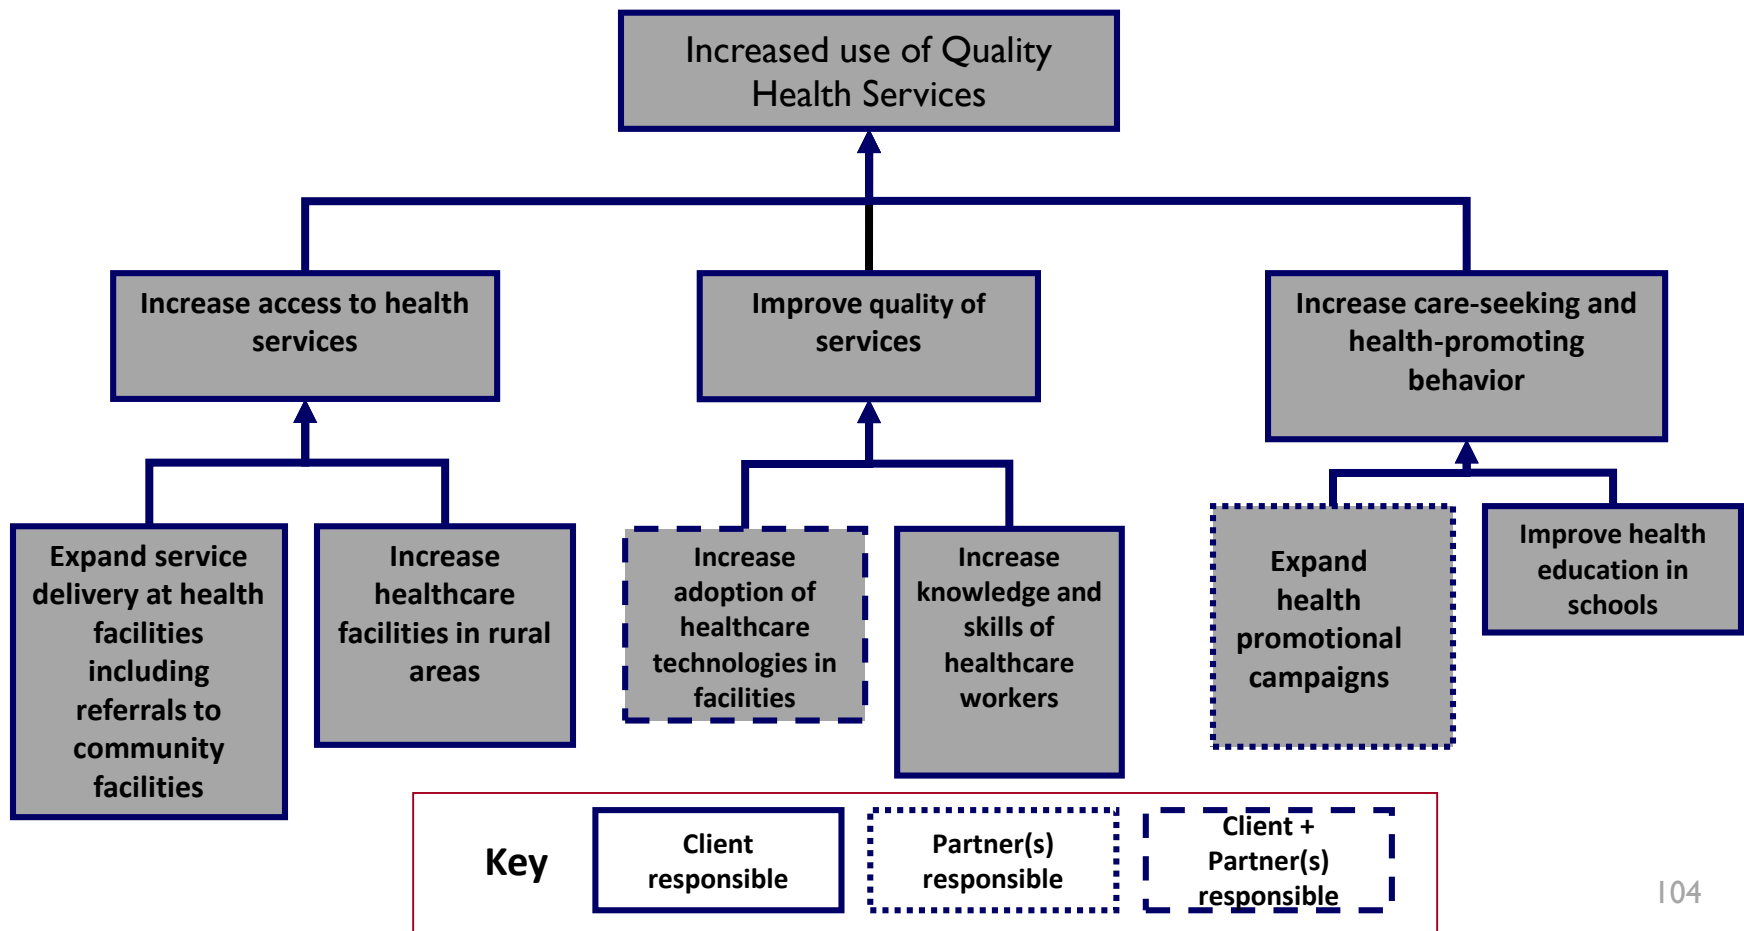 Increased use of Quality
Health Services
Increase access to health
services
Improve quality of
services
Increase care-seeking and
health-promoting
behavior
Expand service
delivery at health
facilities
including
referrals to
community
facilities
Increase
healthcare
facilities in rural
areas
Increase
adoption of
healthcare
technologies in
facilities
Increase
knowledge and
skills of
healthcare
workers
Expand
health
promotional
campaigns
Improve health
education in
schools
Key
Client
responsible
Partner(s)
responsible
Client +
Partner(s)
responsible
104